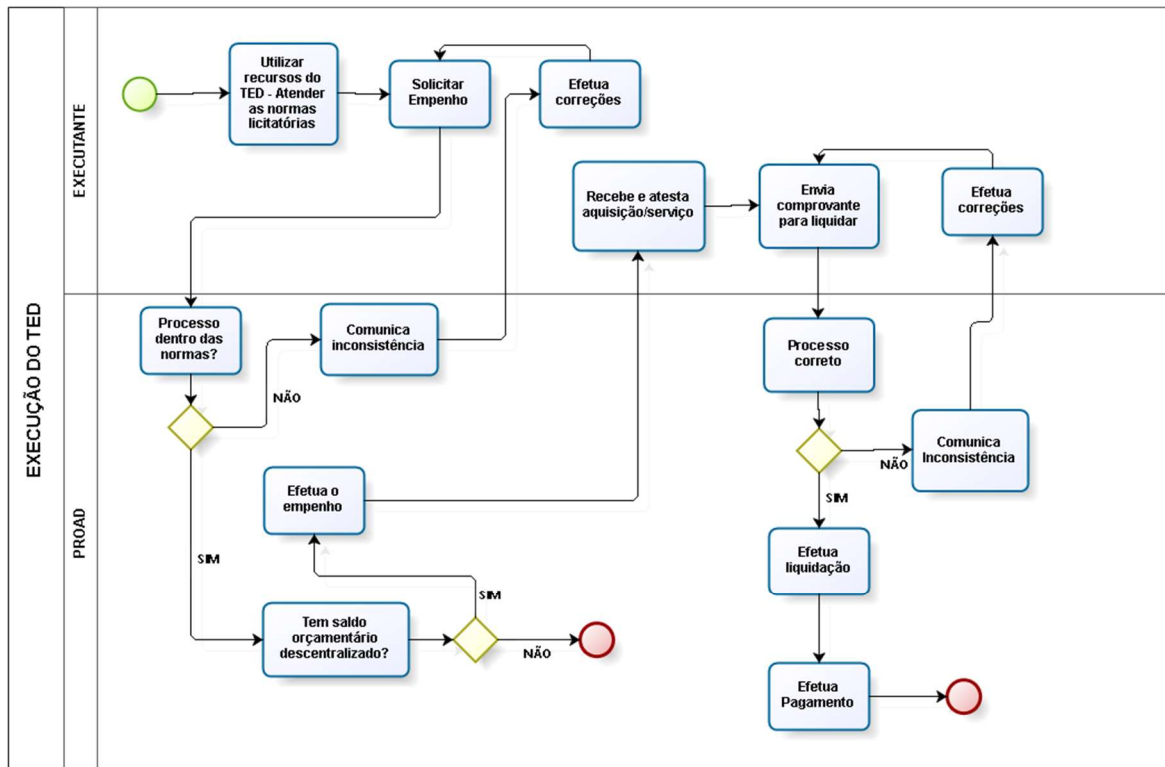 EXECUÇÃO DO TED
EXECUTANTE
Utilizar
recursos do
TED - Atender
as normas
licitatórias
Solicitar
Empenho
Efetua
correções
Recebe e atesta
aquisição/serviço
Envia
comprovante
para liquidar
Efetua
correções
PROAD
Processo
dentro das
normas?
NÃO
Comunica
inconsistência
SIM
Efetua o
empenho
Tem saldo
orçamentário
descentralizado?
SIM
NÃO
Processo
correto
NÃO
Comunica
Inconsistência
SIM
Efetua
liquidação
Efetua
Pagamento